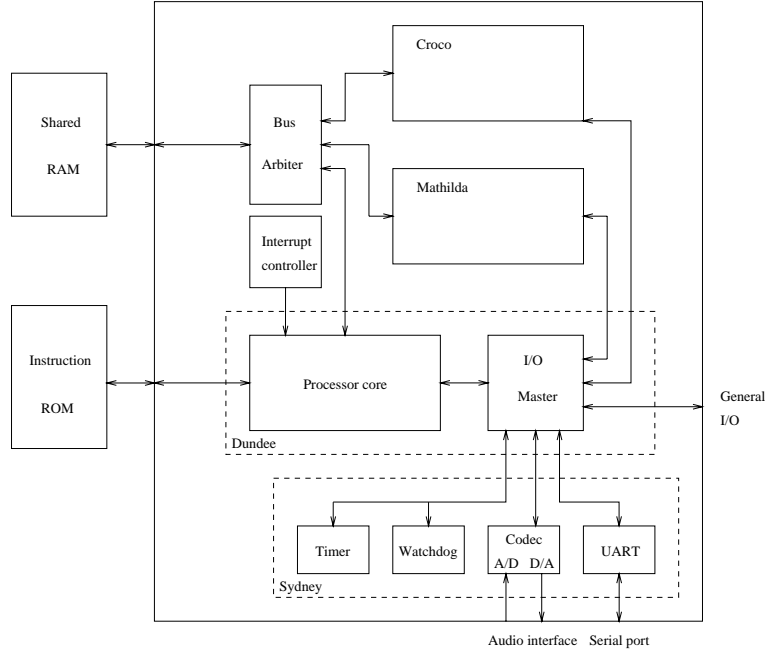 Croco
Shared
RAM
Bus
Arbiter
Mathilda
Interrupt
controller
Instruction
ROM
Processor core
I/O
Master
General
I/O
Dundee
Timer
Watchdog
Codec
A/D D/A
UART
Sydney
Audio interface
Serial port